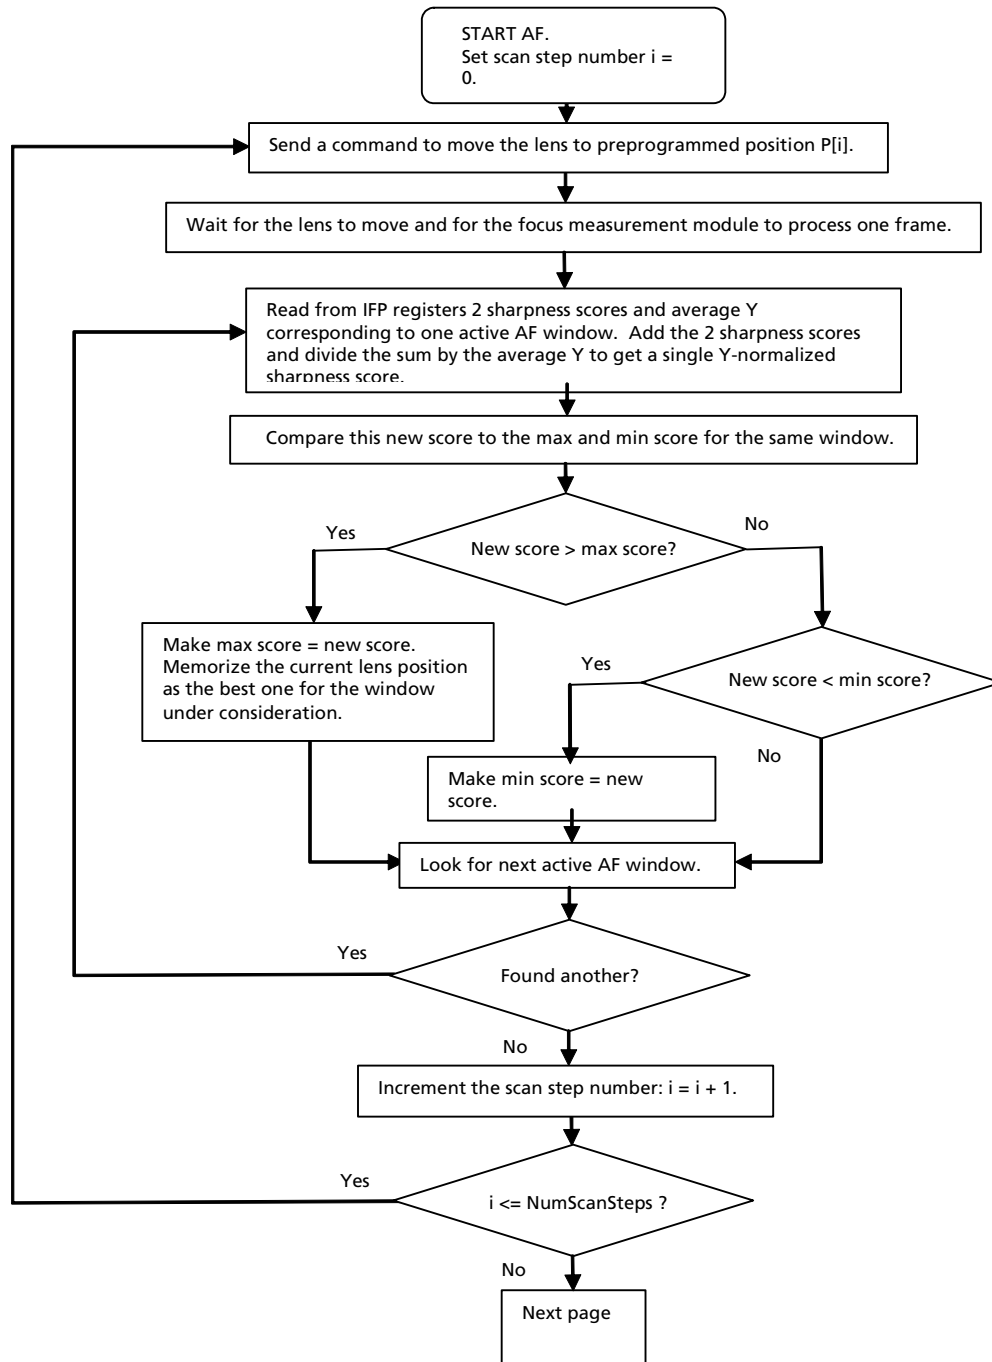 START AF.
Set scan step number i =
0.
Send a command to move the lens to preprogrammed position P[i].
Wait for the lens to move and for the focus measurement module to process one frame.
Read from IFP registers 2 sharpness scores and average Y
corresponding to one active AF window.  Add the 2 sharpness scores
and divide the sum by the average Y to get a single Y-normalized
sharpness score.
Compare this new score to the max and min score for the same window.
Yes
No
New score > max score?
Make max score = new score.
Memorize the current lens position
as the best one for the window
under consideration.
Yes
New score < min score?
No
Make min score = new
score.
Look for next active AF window.
Yes
Found another?
No
Increment the scan step number: i = i + 1.
Yes
i <= NumScanSteps ?
No
Next page